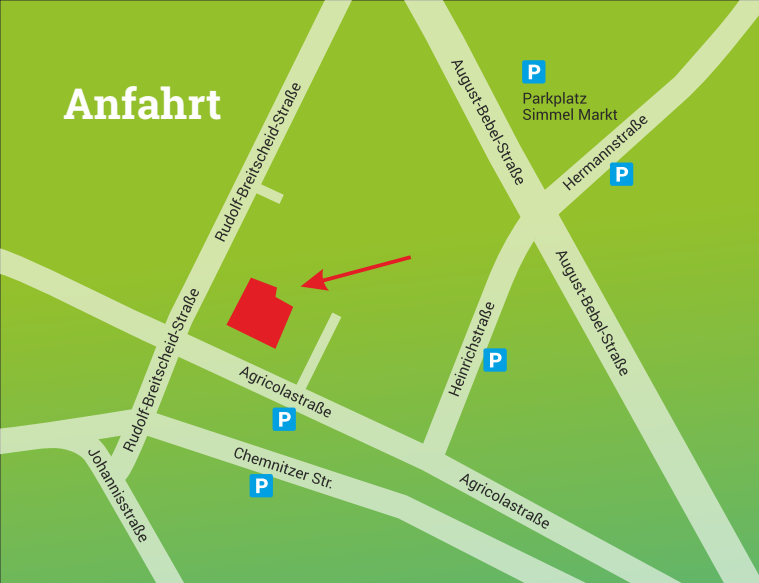 Anfahrt
P
Parkplatz
Simmel Markt
August-Bebel-Straße
Hermannstraße
P
Rudolf-Breitscheid-Straße
August-Bebel-Straße
Rudolf-Breitscheid-Straße
Heinrichstraße
P
Agricolastraße
P
Chemnitzer Str.
P
Johannisstraße
Agricolastraße